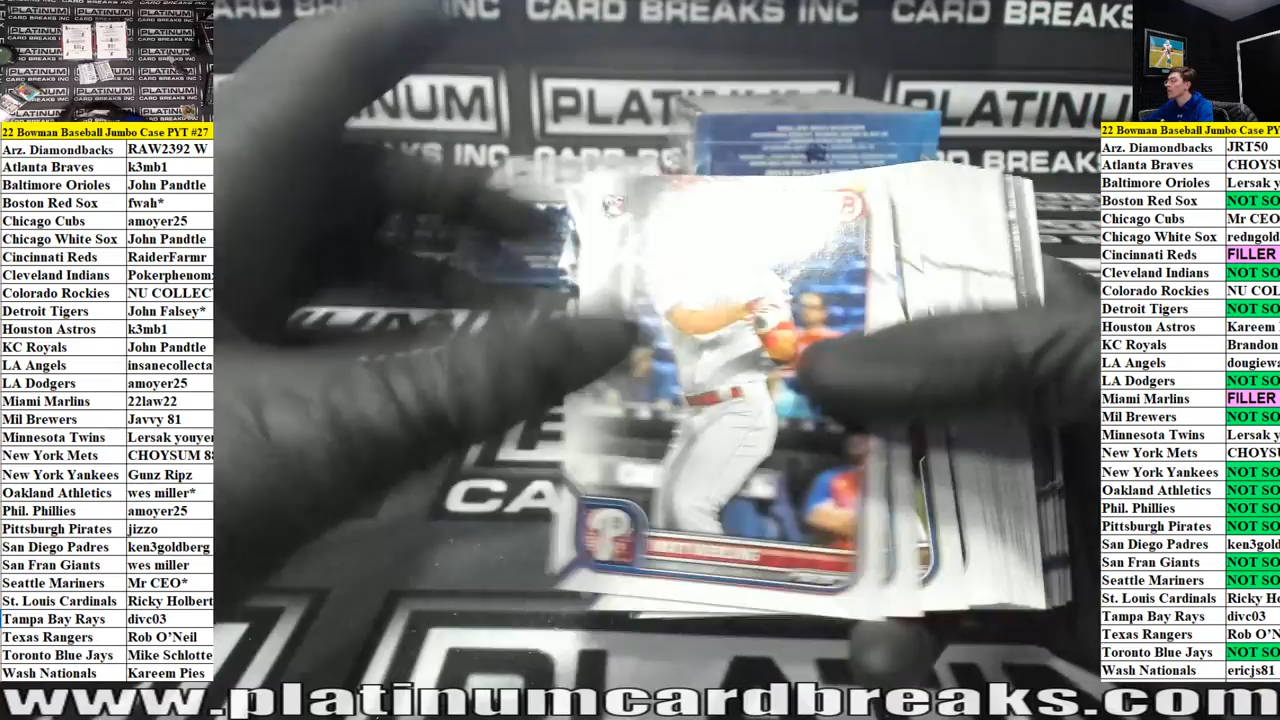 CARD BREAKS
CARD BREAKS
PLATINUM
PLATINUM
CARD BREAKS INC
22 Bowman Baseball Jumbo Case PYT #27
Arz. Diamondbacks RAW2392 W
Atlanta Braves k3mb1
Baltimore Orioles John Pandtle
Boston Red Sox fwah*
Chicago Cubs amoyer25
Chicago White Sox John Pandtle
Cincinnati Reds RaiderFarmr
Cleveland Indians Pokerphenom
Colorado Rockies NU COLLEC
Detroit Tigers John Falsey*
Houston Astros k3mb1
KC Royals John Pandtle
LA Angels insanecollecta
LA Dodgers amoyer25
Miami Marlins 22law22
Mil Brewers Javvy 81
Minnesota Twins Lersak youye
New York Mets CHOYSUM 8
New York Yankees Gunz Ripz
Oakland Athletics wes miller*
Phil. Phillies amoyer25
Pittsburgh Pirates jizzo
San Diego Padres ken3goldberg
San Fran Giants wes miller
Seattle Mariners Mr CEO*
St. Louis Cardinals Ricky Holbert
Tampa Bay Rays divc03
Texas Rangers Rob O’Neil
Toronto Blue Jays Mike Schlotte
Wash Nationals Kareem Pies
22 Bowman Baseball Jumbo Case PY
Arz. Diamondbacks JRT50
Atlanta Braves CHOYS
Baltimore Orioles Lersak y
Boston Red Sox NOT SO
Chicago Cubs Mr CEO
Chicago White Sox redngold
Cincinnati Reds FILLER
Cleveland Indians NOT SO
Colorado Rockies NU COL
Detroit Tigers NOT SO
Houston Astros Kareem
KC Royals Brandon
LA Angels dougiew
LA Dodgers NOT SO
Miami Marlins FILLER
Mil Brewers NOT SO
Minnesota Twins Lersak y
New York Mets CHOYS
New York Yankees NOT SO
Oakland Athletics NOT SO
Phil. Phillies NOT SO
Pittsburgh Pirates NOT SO
San Diego Padres ken3gold
San Fran Giants NOT SO
Seattle Mariners NOT SO
St. Louis Cardinals Ricky Ho
Tampa Bay Rays divc03
Texas Rangers Rob O’N
Toronto Blue Jays NOT SO
Wash Nationals ericjs81
www.platinumcardbreaks.com